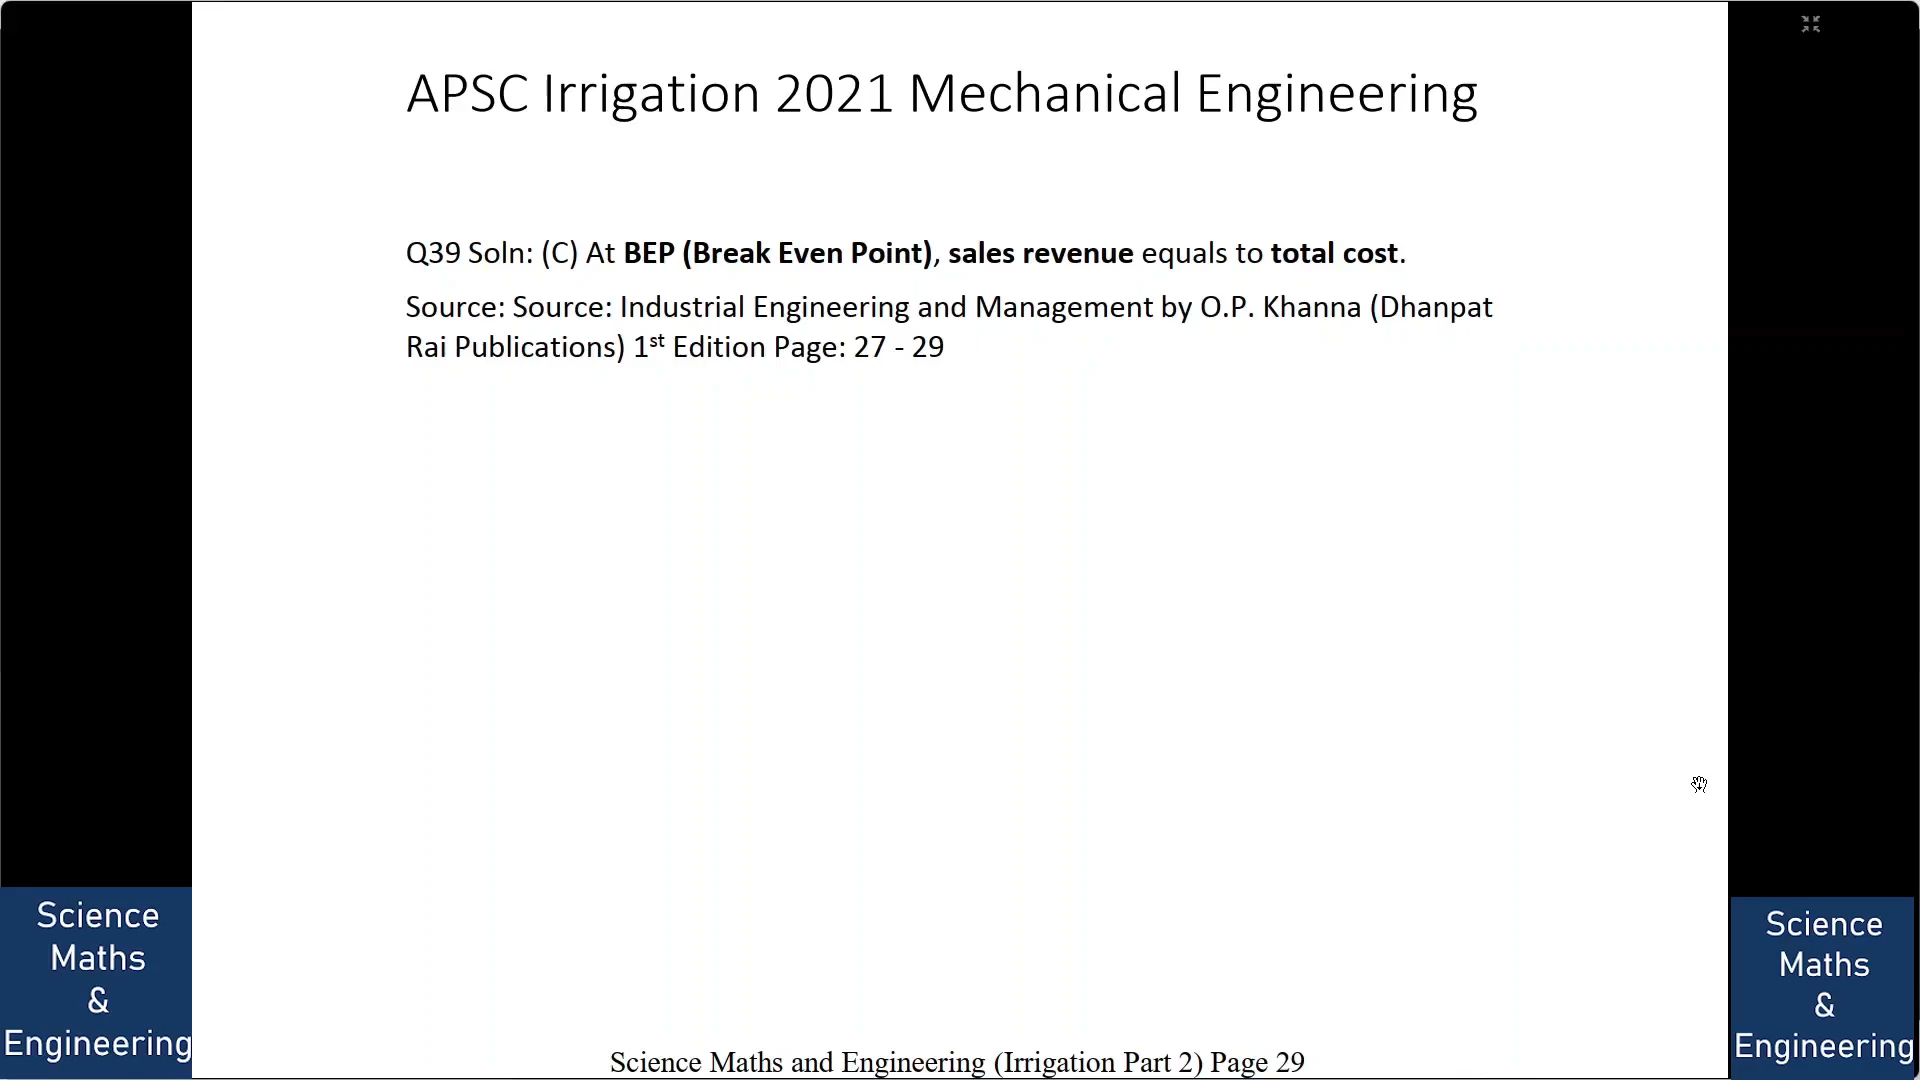 APSC Irrigation 2021 Mechanical Engineering
Q39 Soln: (C) At BEP (Break Even Point), sales revenue equals to total cost.
Source: Source: Industrial Engineering and Management by O.P. Khanna (Dhanpat
Rai Publications) 1st Edition Page: 27 - 29
Science
Maths
&
Engineering
Science Maths and Engineering (Irrigation Part 2) Page 29
Science
Maths
&
Engineering